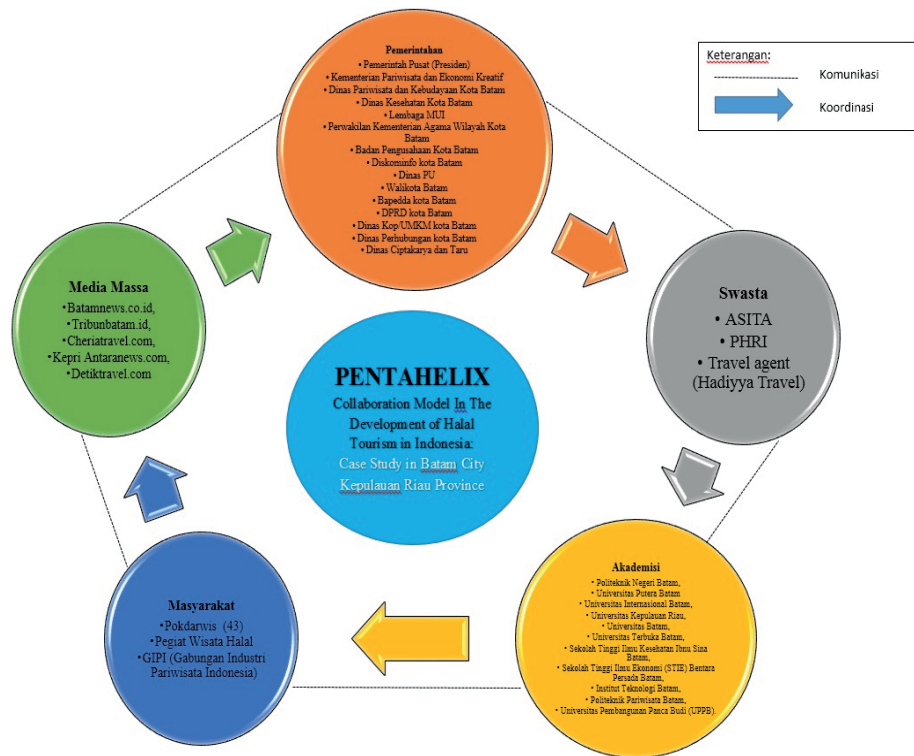 Pemerintahan
• Pemerintah Pusat (Presiden)
• Kementerian Pariwisata dan Ekonomi Kreatif
• Dinas Pariwisata dan Kebudayaan Kota Batam
• Dinas Kesehatan Kota Batam
• Lembaga MUI
• Perwakilan Kementerian Agama Wilayah Kota
Batam
• Badan Pengusahaan Kota Batam
• Diskominfo kota Batam
• Dinas PU
• Walikota Batam
• Bapedda kota Batam
• DPRD kota Batam
• Dinas Kop/UMKM kota Batam
• Dinas Perhubungan kota Batam
• Dinas Ciptakarya dan Taru
Keterangan:
Komunikasi
Koordinasi
Media Massa
•Batamnews.co.id,
•Tribunbatam.id,
•Cheriatravel.com,
•Kepri Antaranews.com,
•Detiktravel.com
Swasta
• ASITA
• PHRI
• Travel agent
(Hadiyya Travel)
PENTAHELIX
Collaboration Model In The
Development of Halal
Tourism in Indonesia:
Case Study in Batam City
Kepulauan Riau Province
Masyarakat
• Pokdarwis (43)
• Pegiat Wisata Halal
• GIPI (Gabungan Industri
Pariwisata Indonesia)
Akademisi
• Politeknik Negeri Batam,
• Universitas Putera Batam
• Universitas Internasional Batam,
• Universitas Kepulauan Riau,
• Universitas Batam,
• Universitas Terbuka Batam,
• Sekolah Tinggi Ilmu Kesehatan Ibnu Sina
Batam,
• Sekolah Tinggi Ilmu Ekonomi (STIE) Bentara
Persada Batam,
• Institut Teknologi Batam,
• Politeknik Pariwisata Batam,
• Universitas Pembangunan Panca Budi (UPPB).